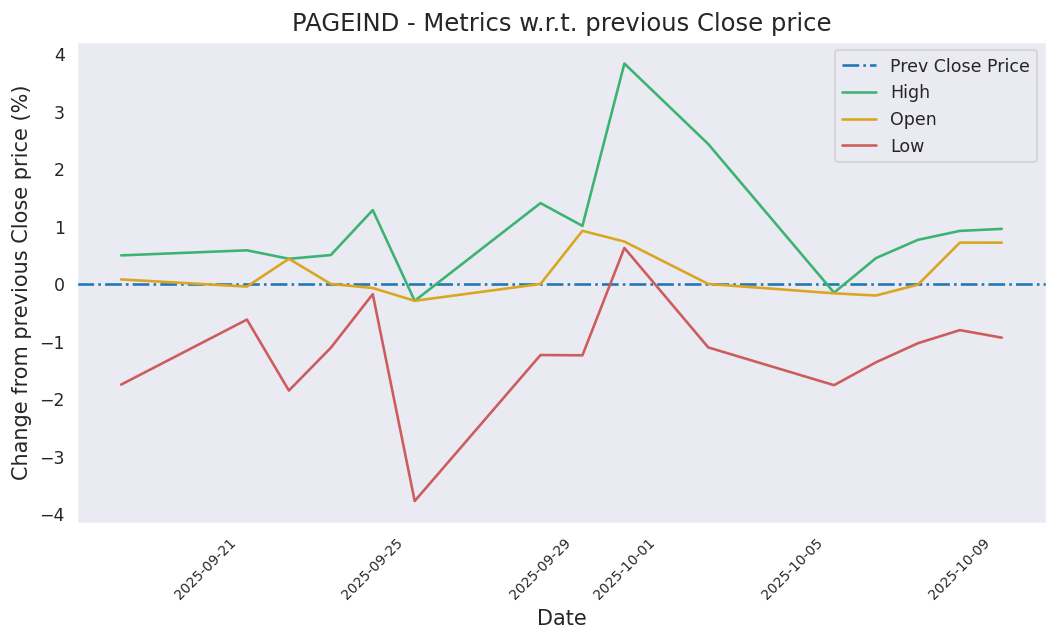 PAGEIND - Metrics w.r.t. previous Close price
Change from previous Close price (%)
4
3
2
1
0
−1
−2
−3
−4
Prev Close Price
High
Open
Low
2025-09-21
2025-09-25
2025-09-29
2025-10-01
2025-10-05
2025-10-09
Date